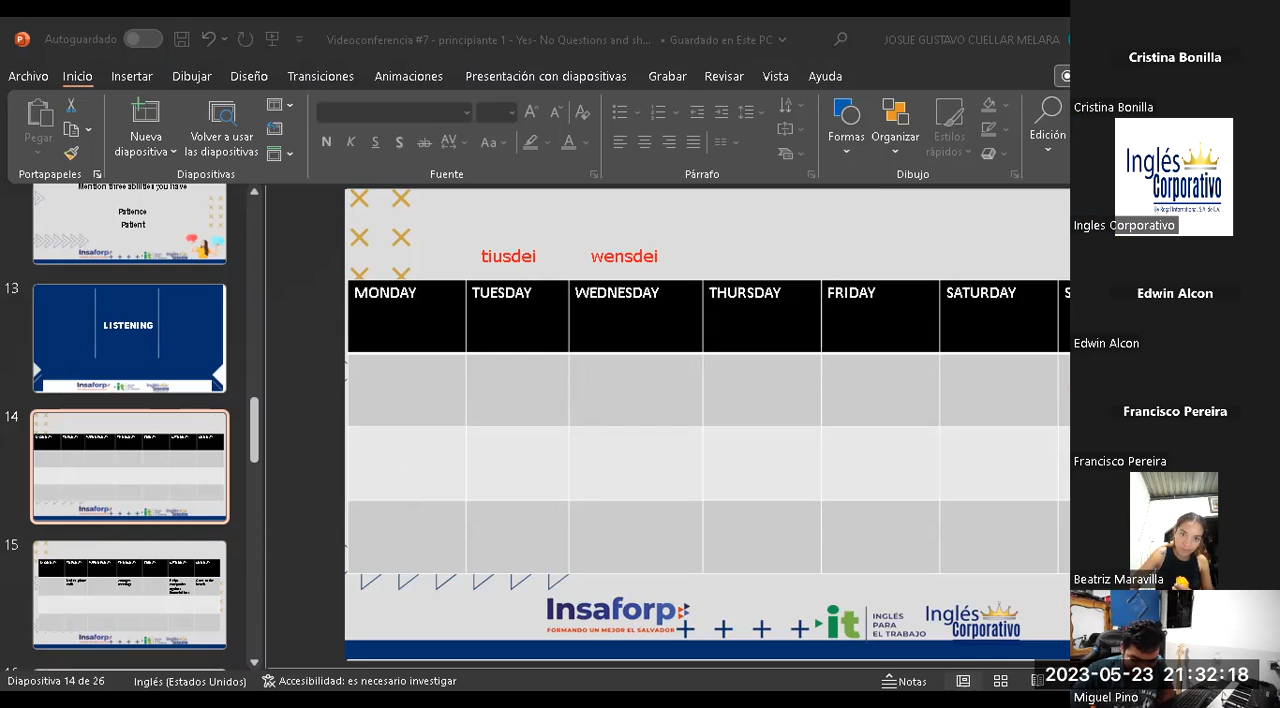 Autoguardado
Videoconferencia #7 - principiante 1 - Yes- No Questions and sh... • Guardado en Este PC
JOSUE GUSTAVO CUELLAR MELARA
Archivo Inicio Insertar Dibujar Diseño Transiciones Animaciones Presentación con diapositivas Grabar Revisar Vista Ayuda
Pegar
Nueva diapositiva
Volver a usar las diapositivas
N K S S ab AV Aa A
Formas
Organizar
Estilos rápidos
Edición
Portapapeles Diapositivas Fuente Párrafo Dibujo
Mention three abilities you have
Patience
Patient
13
LISTENING
14
15
tiusdei wensdei
MONDAY TUESDAY WEDNESDAY THURSDAY FRIDAY SATURDAY S
Insaforp
FORMANDO UN MEJOR EL SALVADOR
it
INGLÉS PARA EL TRABAJO
Inglés Corporativo
Diapositiva 14 de 26
Inglés (Estados Unidos)
Accesibilidad: es necesario investigar
Notas
Cristina Bonilla
Cristina Bonilla
Inglés Corporativo
Ingles Corporativo
Edwin Alcon
Edwin Alcon
Francisco Pereira
Francisco Pereira
Beatriz Maravilla
2023-05-23 21:32:18
Miguel Pino